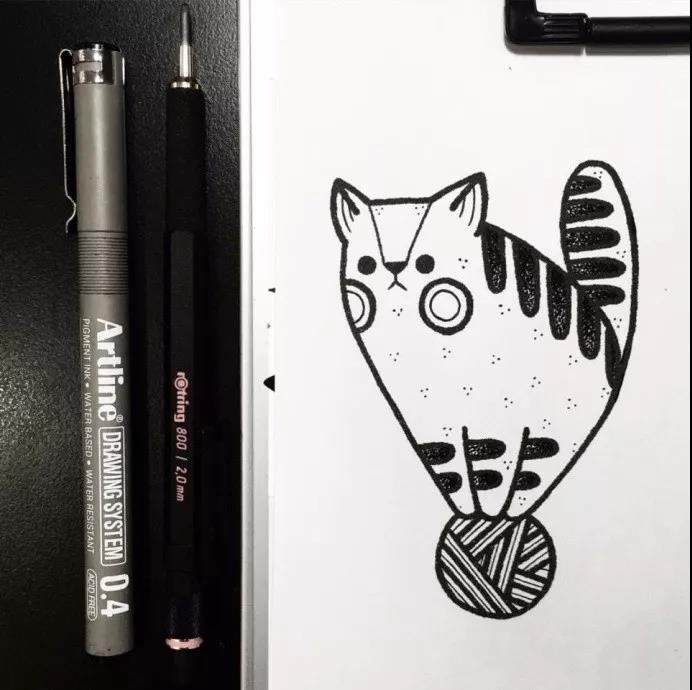 Artline® DRAWING SYSTEM 0.4
PIGMENT INK • WATER BASED • WATER RESISTANT ACID FREE
rOtring 800 | 2,0 mm